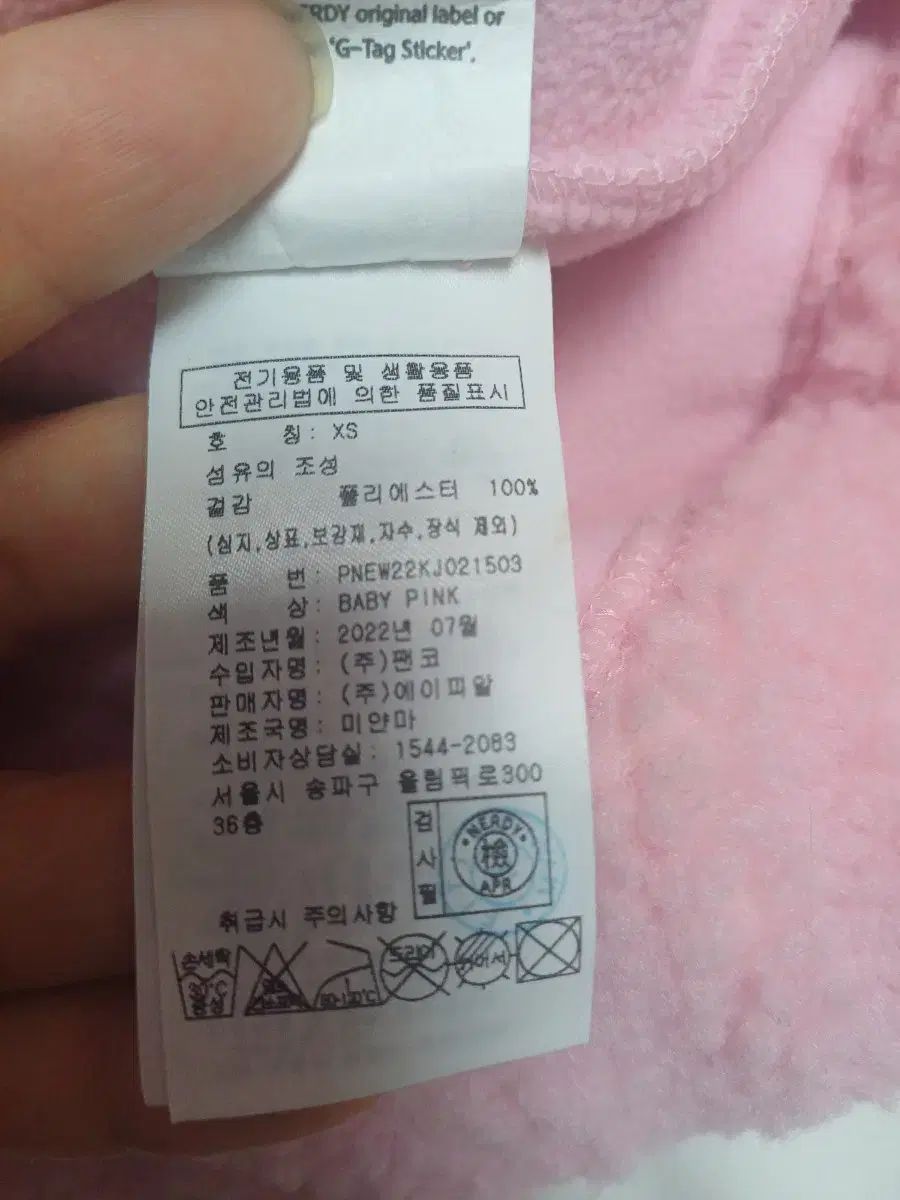 RDY original label or
'G-Tag Sticker'.
전기용품 및 생활용품
안전관리법에 의한 품질표시
호 칭: XS
섬유의 조성
겉감 폴리에스터 100%
(심지,상표,보강재,자수,장식 제외)
품 번: PNEW22KJ021503
색 상: BABY PINK
제조년월: 2022년 07월
수입자명: (주)팬코
판매자명: (주)에이피알
제조국명: 미얀마
소비자상담실: 1544-2083
서울시 송파구 올림픽로300
36층
검사필
NERDY
檢
APR
취급시 주의사항
손세탁
드라이
80-120℃